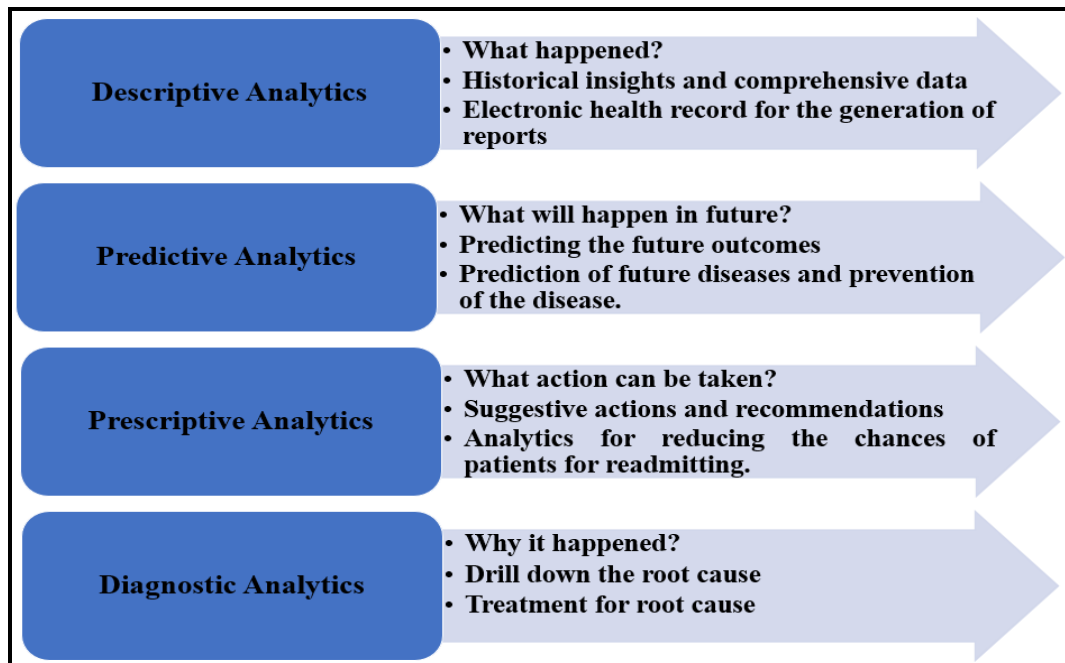 Descriptive Analytics
• What happened?
• Historical insights and comprehensive data
• Electronic health record for the generation of
reports
Predictive Analytics
• What will happen in future?
• Predicting the future outcomes
• Prediction of future diseases and prevention
of the disease.
Prescriptive Analytics
• What action can be taken?
• Suggestive actions and recommendations
• Analytics for reducing the chances of
patients for readmitting.
Diagnostic Analytics
• Why it happened?
• Drill down the root cause
• Treatment for root cause